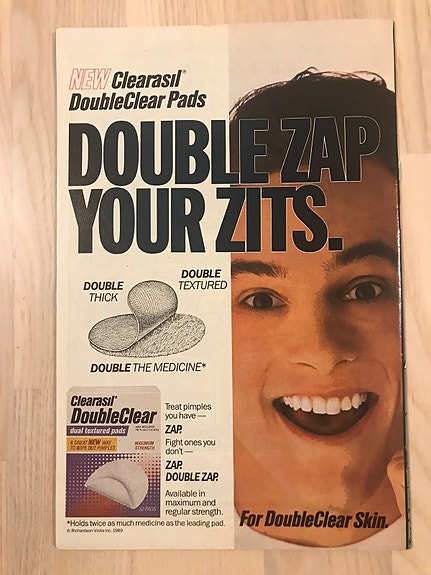 NEW Clearasil®
DoubleClear Pads
DOUBLE ZAP
YOUR ZITS.
DOUBLE
THICK
DOUBLE
TEXTURED
DOUBLE THE MEDICINE*
Clearasil®
DoubleClear
dual textured pads
A GREAT NEW WAY
TO WIPE OUT PIMPLES
MAXIMUM
STRENGTH
32 PADS
Treat pimples
you have —
ZAP.
Fight ones you
don't —
ZAP.
DOUBLE ZAP.
Available in
maximum and
regular strength.
*Holds twice as much medicine as the leading pad.
© Richardson-Vicks Inc. 1989
For DoubleClear Skin.